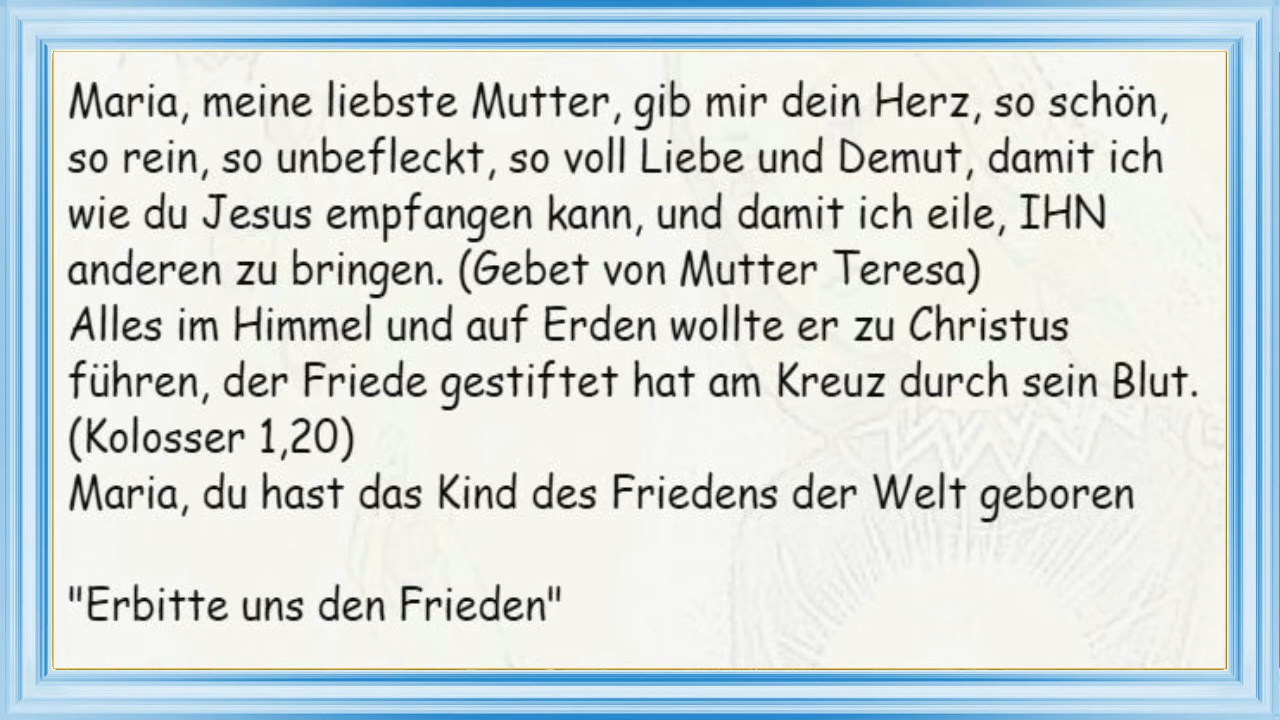 Maria, meine liebste Mutter, gib mir dein Herz, so schön,
so rein, so unbefleckt, so voll Liebe und Demut, damit ich
wie du Jesus empfangen kann, und damit ich eile, IHN
anderen zu bringen. (Gebet von Mutter Teresa)
Alles im Himmel und auf Erden wollte er zu Christus
führen, der Friede gestiftet hat am Kreuz durch sein Blut.
(Kolosser 1,20)
Maria, du hast das Kind des Friedens der Welt geboren
"Erbitte uns den Frieden"